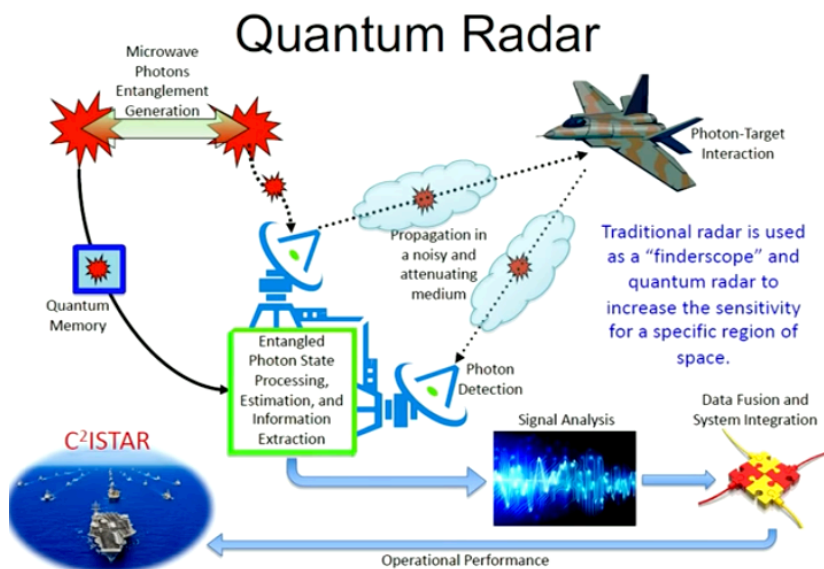 Quantum Radar
Microwave
Photons
Entanglement
Generation
Photon-Target
Interaction
Propagation in
a noisy and
attenuating
medium
Traditional radar is used
as a “finderscope” and
quantum radar to
increase the sensitivity
for a specific region of
space.
Quantum
Memory
Entangled
Photon State
Processing,
Estimation, and
Information
Extraction
Photon
Detection
C²ISTAR
Signal Analysis
Data Fusion and
System Integration
Operational Performance